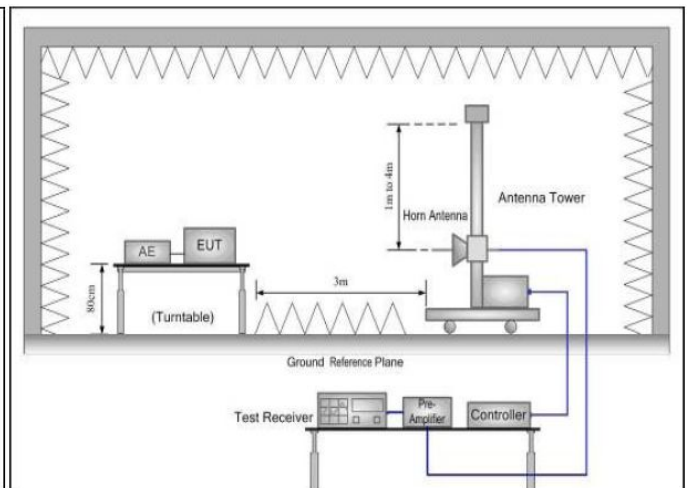 1m to 4m
Horn Antenna
Antenna Tower
AE
EUT
80cm
(Turntable)
3m
Ground Reference Plane
Test Receiver
Pre-
Amplifier
Controller